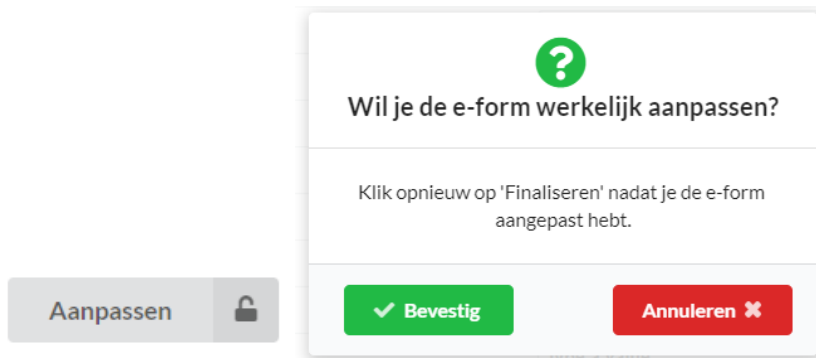 Wil je de e-form werkelijk aanpassen?
Klik opnieuw op 'Finaliseren' nadat je de e-form
aangepast hebt.
Aanpassen
Bevestig
Annuleren